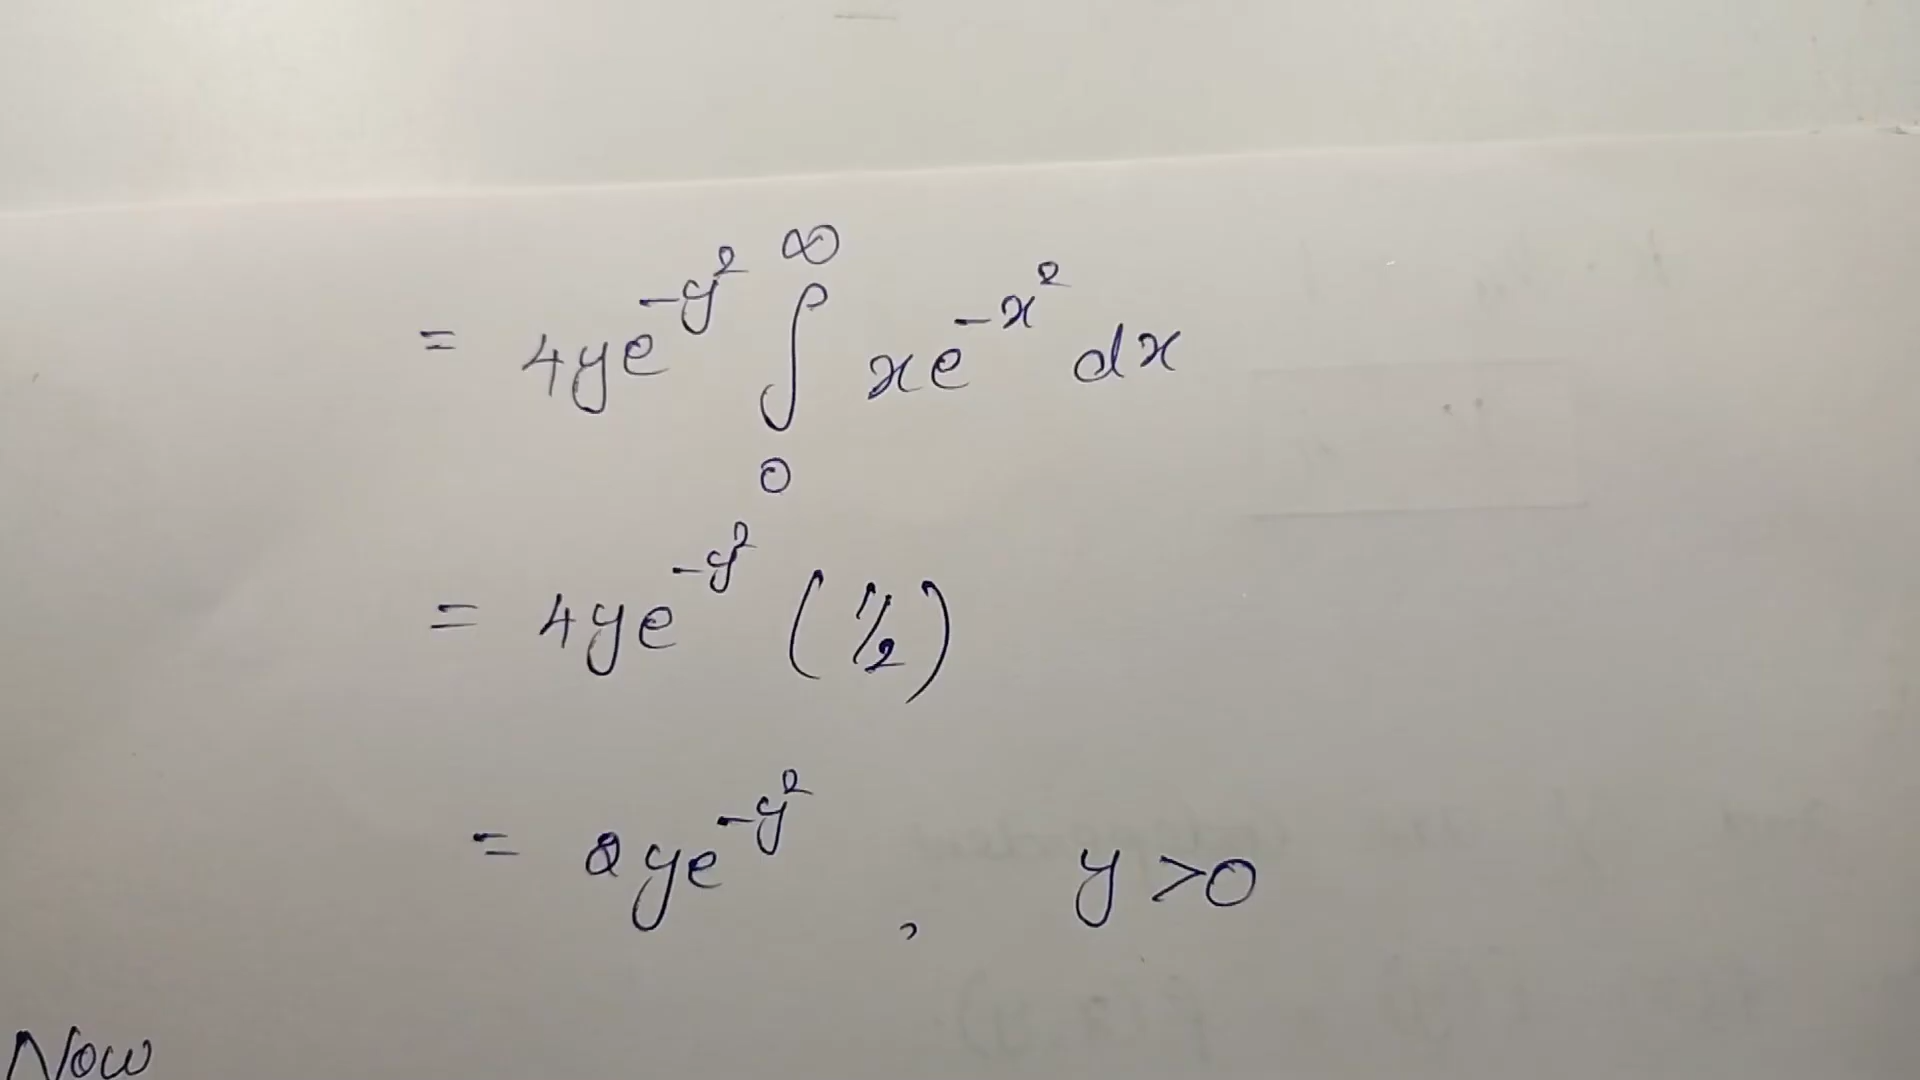 = 4ye^{-y^2} ∫_0^∞ xe^{-x^2} dx
= 4ye^{-y^2} (1/2)
= 2ye^{-y^2} , y>0
Now